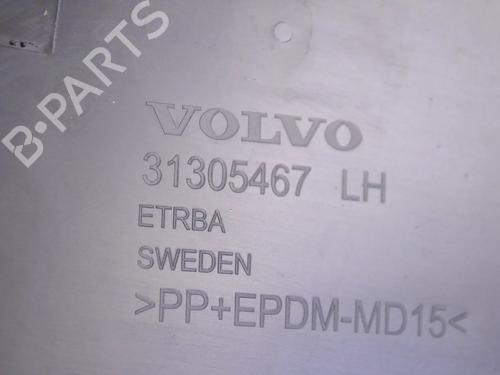 B-PARTS
VOLVO
31305467 LH
ETRBA
SWEDEN
>PP+EPDM-MD15<